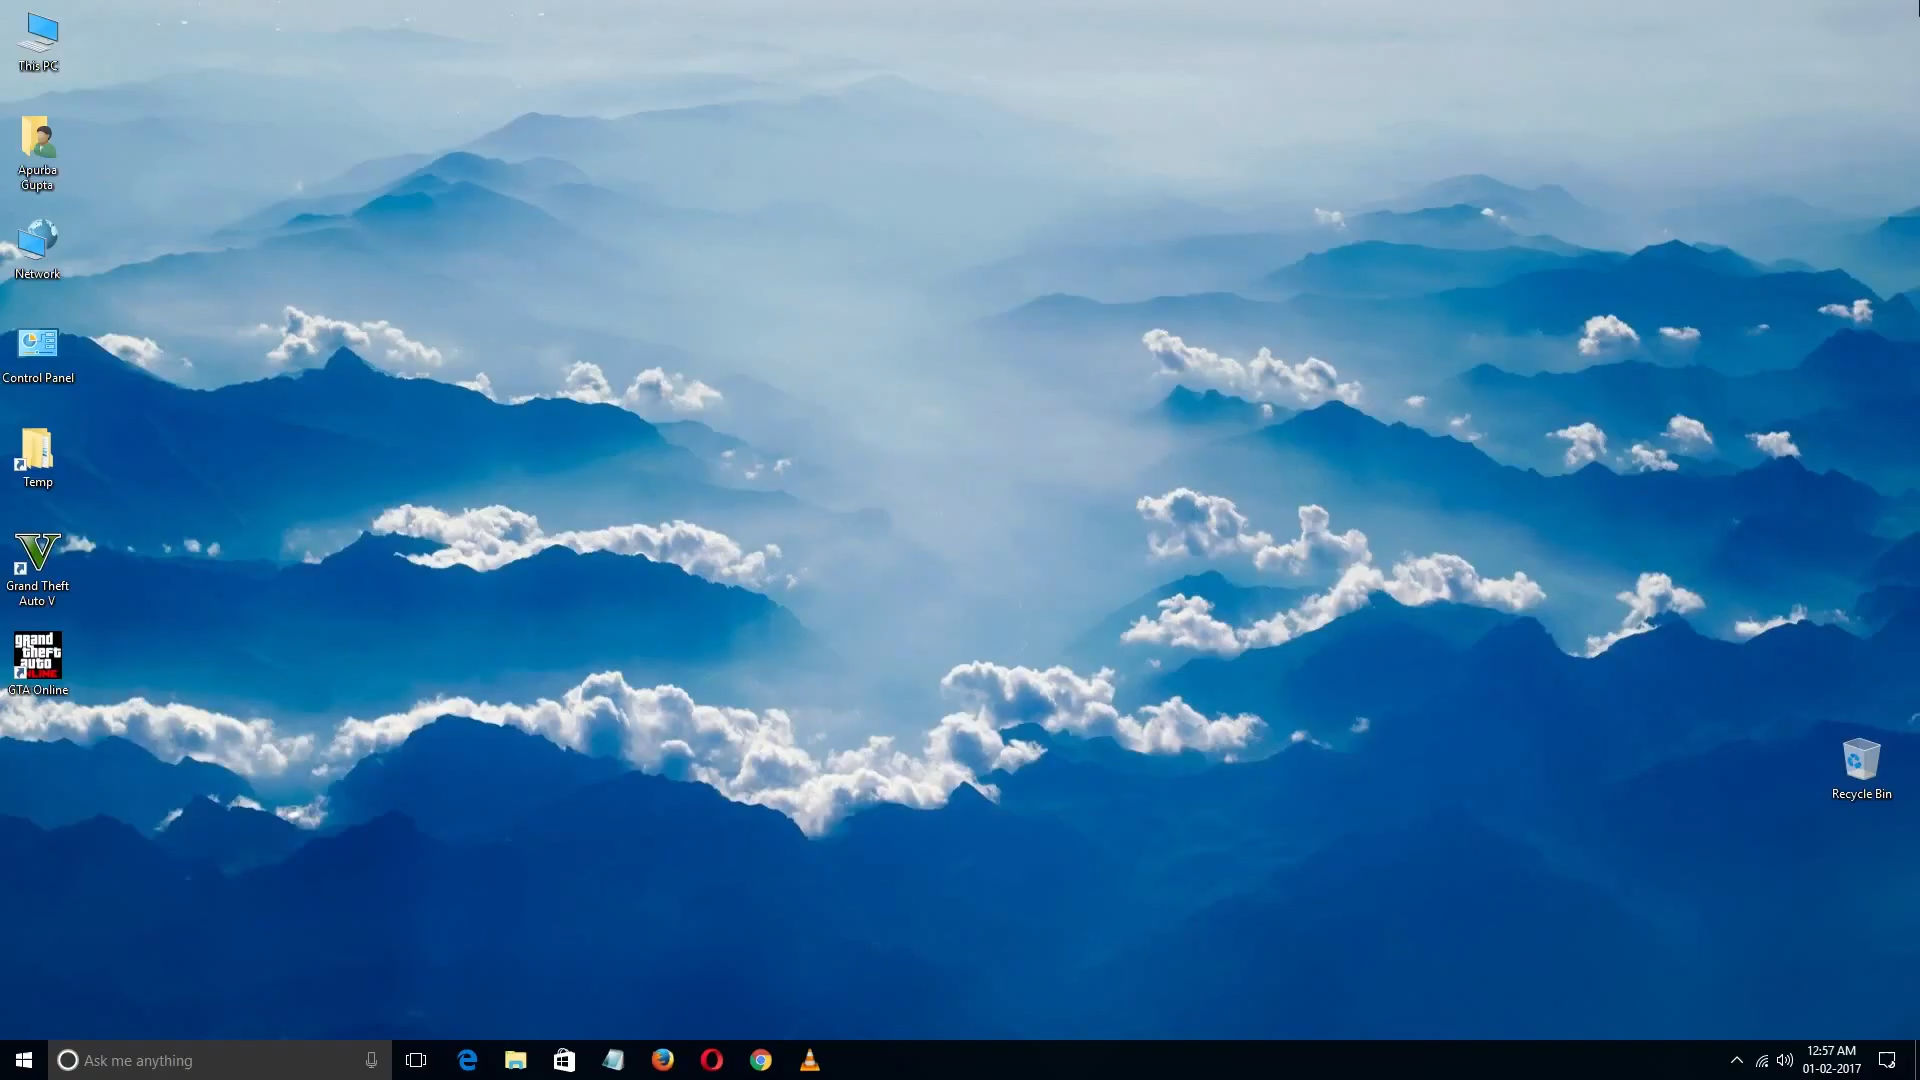 This PC
Apurba
Gupta
Network
Control Panel
Temp
Grand Theft
Auto V
grand
theft
auto
ONLINE
GTA Online
Recycle Bin
Ask me anything
12:57 AM
01-02-2017